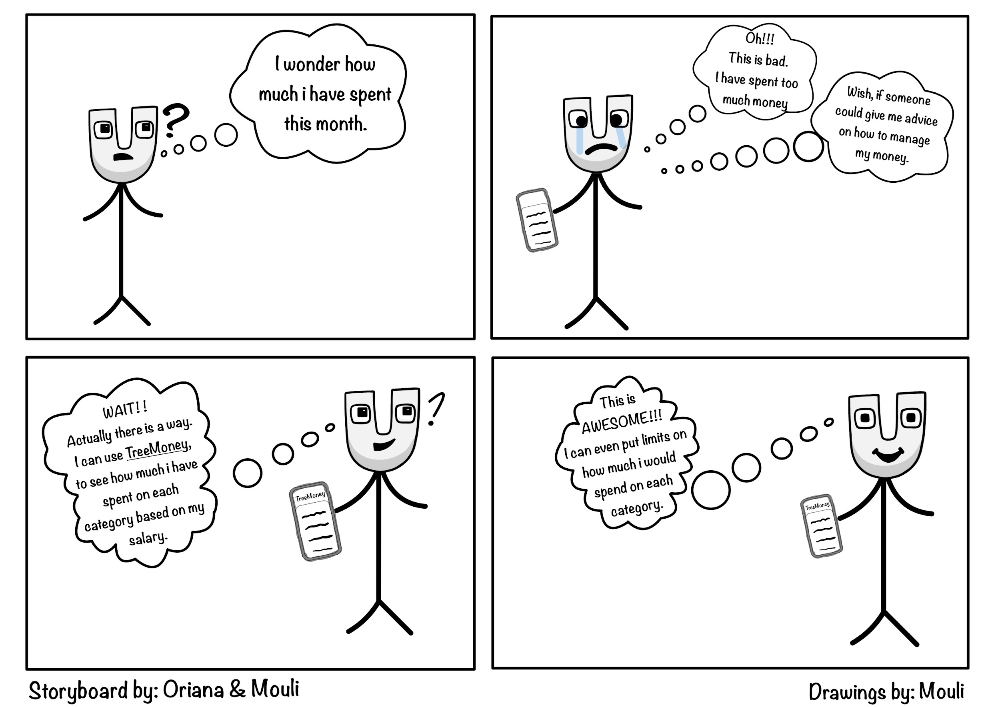 I wonder how
much i have spent
this month.
?
Oh!!!
This is bad.
I have spent too
much money
Wish, if someone
could give me advice
on how to manage
my money.
WAIT!!
Actually there is a way.
I can use TreeMoney,
to see how much i have
spent on each
category based on my
salary.
?
TreeMoney
This is
AWESOME!!!
I can even put limits on
how much i would
spend on each
category.
TreeMoney
Storyboard by: Oriana & Mouli
Drawings by: Mouli